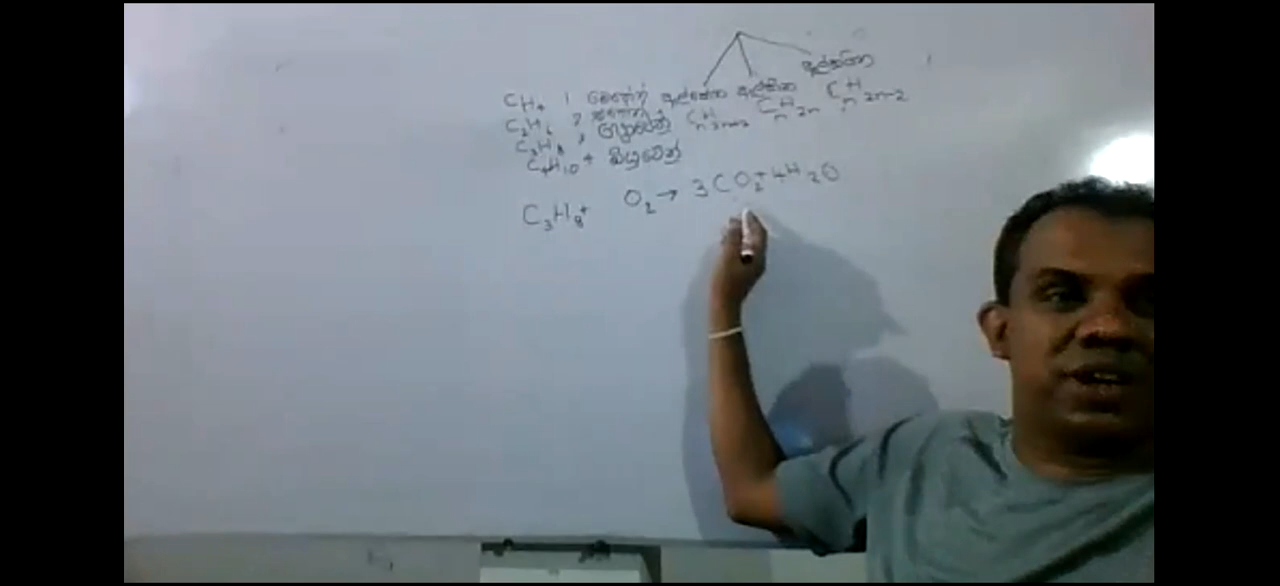 ඇල්කයින
CH4 1 මෙතේන් ඇල්කේන ඇල්කීන CnH2n-2
C2H6 2 CnH2n+2 CnH2n
C3H8 3
C4H10 4 බියුටේන්
C3H8+ O2 → 3CO2+4H2O